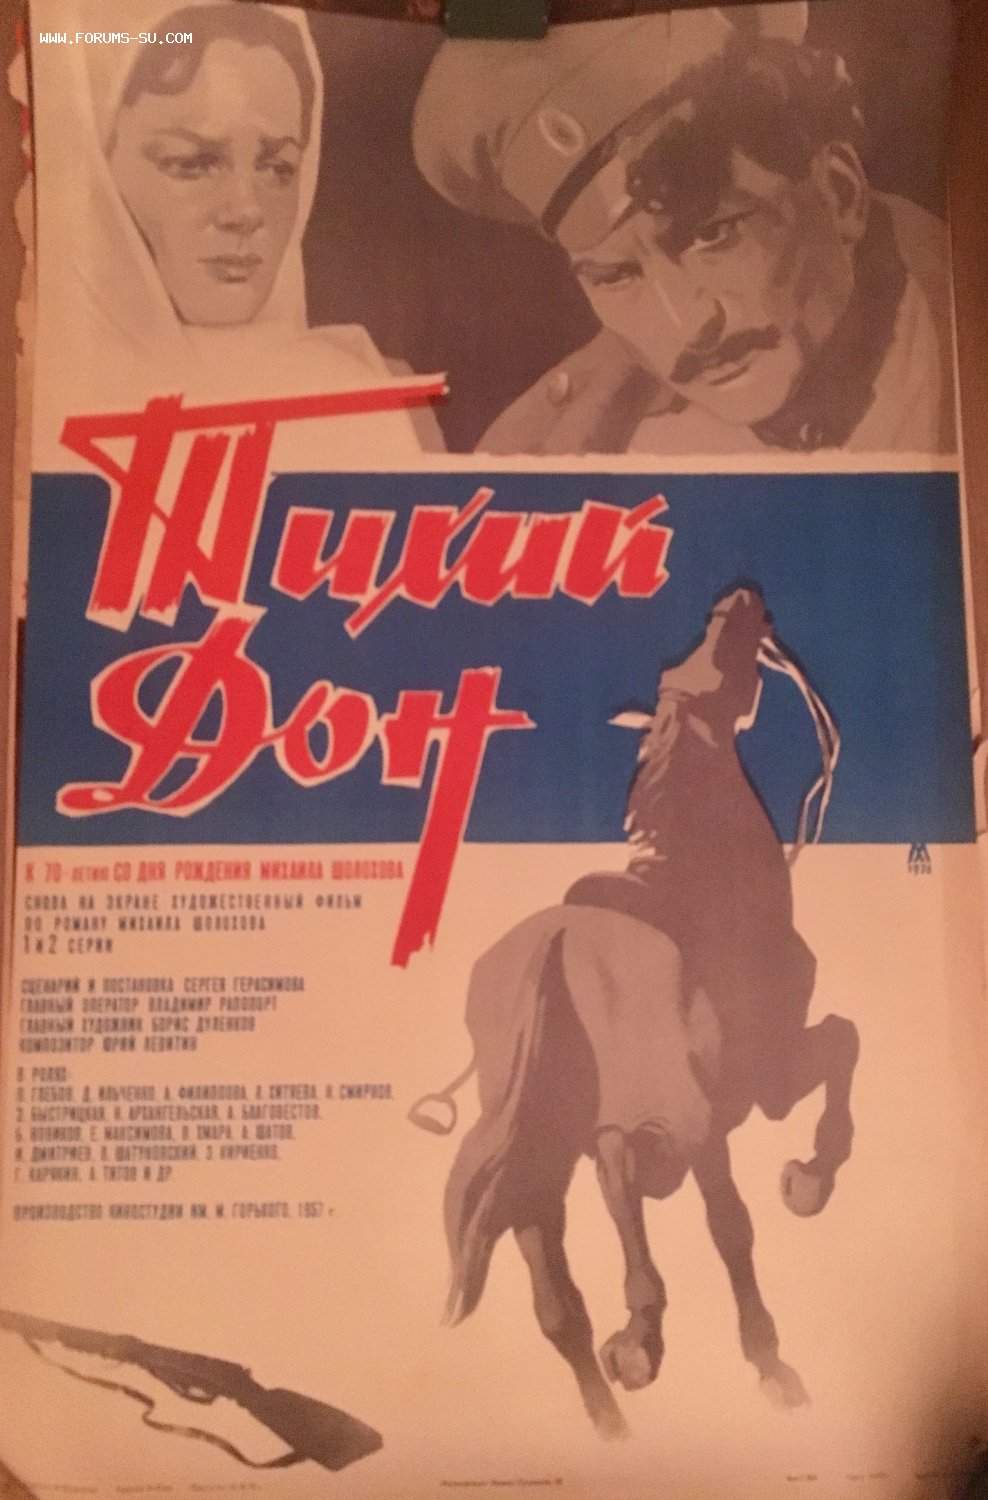 WWW.FORUMS-SU.COM
Тихий
Дон
К 70-ЛЕТИЮ СО ДНЯ РОЖДЕНИЯ МИХАИЛА ШОЛОХОВА
СНОВА НА ЭКРАНЕ ХУДОЖЕСТВЕННЫЙ ФИЛЬМ
ПО РОМАНУ МИХАИЛА ШОЛОХОВА
1 И 2 СЕРИИ
СЦЕНАРИЙ И ПОСТАНОВКА СЕРГЕЯ ГЕРАСИМОВА
ГЛАВНЫЙ ОПЕРАТОР ВЛАДИМИР РАПОПОРТ
ГЛАВНЫЙ ХУДОЖНИК БОРИС ДУЛЕНКОВ
КОМПОЗИТОР ЮРИЙ ЛЕВИТИН
В РОЛЯХ:
П. ГЛЕБОВ, Д. ИЛЬЧЕНКО, А. ФИЛИППОВА, Л. ХИТЯЕВА, Н. СМИРНОВ,
Э. БЫСТРИЦКАЯ, Н. АРХАНГЕЛЬСКАЯ, А. БЛАГОВЕСТОВ,
Б. НОВИКОВ, Е. МАКСИМОВА, В. ХМАРА, А. ШАТОВ,
И. ДМИТРИЕВ, В. ШАТУНОВСКИЙ, З. КИРИЕНКО,
Г. КАРЯКИН, А. ТИТОВ И ДР.
ПРОИЗВОДСТВО КИНОСТУДИИ ИМ. М. ГОРЬКОГО, 1957 г.